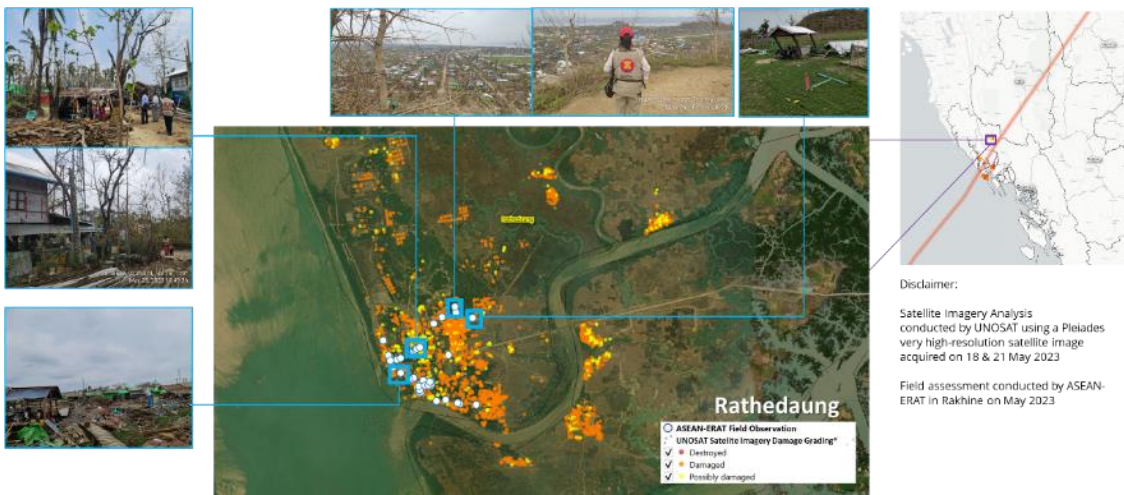 Rathedaung
Rathedaung
ASEAN-ERAT Field Observation
UNOSAT Satelite Imagery Damage Grading*
Destroyed
Damaged
Possibly damaged
Disclaimer:
Satellite Imagery Analysis
conducted by UNOSAT using a Pleiades
very high-resolution satellite image
acquired on 18 & 21 May 2023
Field assessment conducted by ASEAN-
ERAT in Rakhine on May 2023